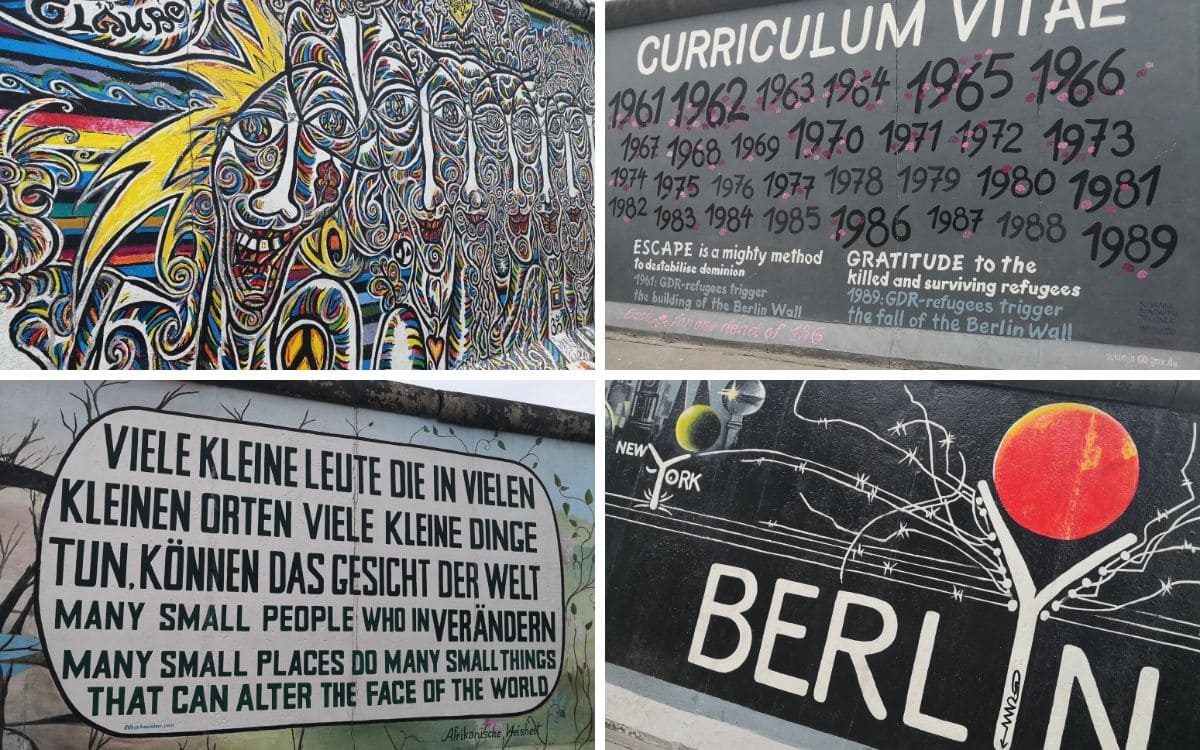 CURRICULUM VITAE
1961 1962 1963 1964 1965 1966
1967 1968 1969 1970 1971 1972 1973
1974 1975 1976 1977 1978 1979 1980 1981
1982 1983 1984 1985 1986 1987 1988 1989
ESCAPE is a mighty method
to destabilise dominion
1961: GDR-refugees trigger
the building of the Berlin Wall
GRATITUDE to the
killed and surviving refugees
1989: GDR-refugees trigger
the fall of the Berlin Wall
for one of
VIELE KLEINE LEUTE DIE IN VIELEN
KLEINEN ORTEN VIELE KLEINE DINGE
TUN, KÖNNEN DAS GESICHT DER WELT
VERÄNDERN
MANY SMALL PEOPLE WHO IN
MANY SMALL PLACES DO MANY SMALL THINGS
THAT CAN ALTER THE FACE OF THE WORLD
Afrikanische Weisheit
NEW
YORK
BERLYN